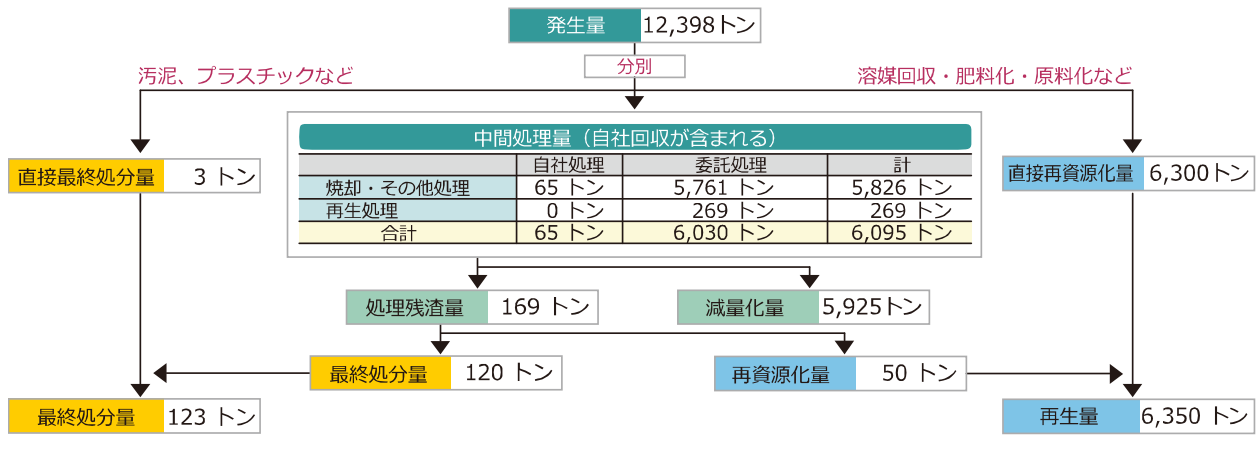 発生量 12,398トン
分別
汚泥、プラスチックなど
溶媒回収・肥料化・原料化など
中間処理量（自社回収が含まれる）
自社処理 委託処理 計
焼却・その他処理 65 トン 5,761 トン 5,826 トン
再生処理 0 トン 269 トン 269 トン
合計 65 トン 6,030 トン 6,095 トン
直接最終処分量 3 トン
直接再資源化量 6,300トン
処理残渣量 169 トン
減量化量 5,925トン
最終処分量 120 トン
再資源化量 50 トン
最終処分量 123 トン
再生量 6,350 トン